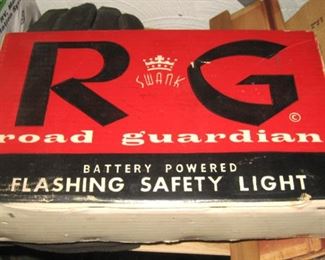 R SWANK G
road guardian ©
BATTERY POWERED
FLASHING SAFETY LIGHT